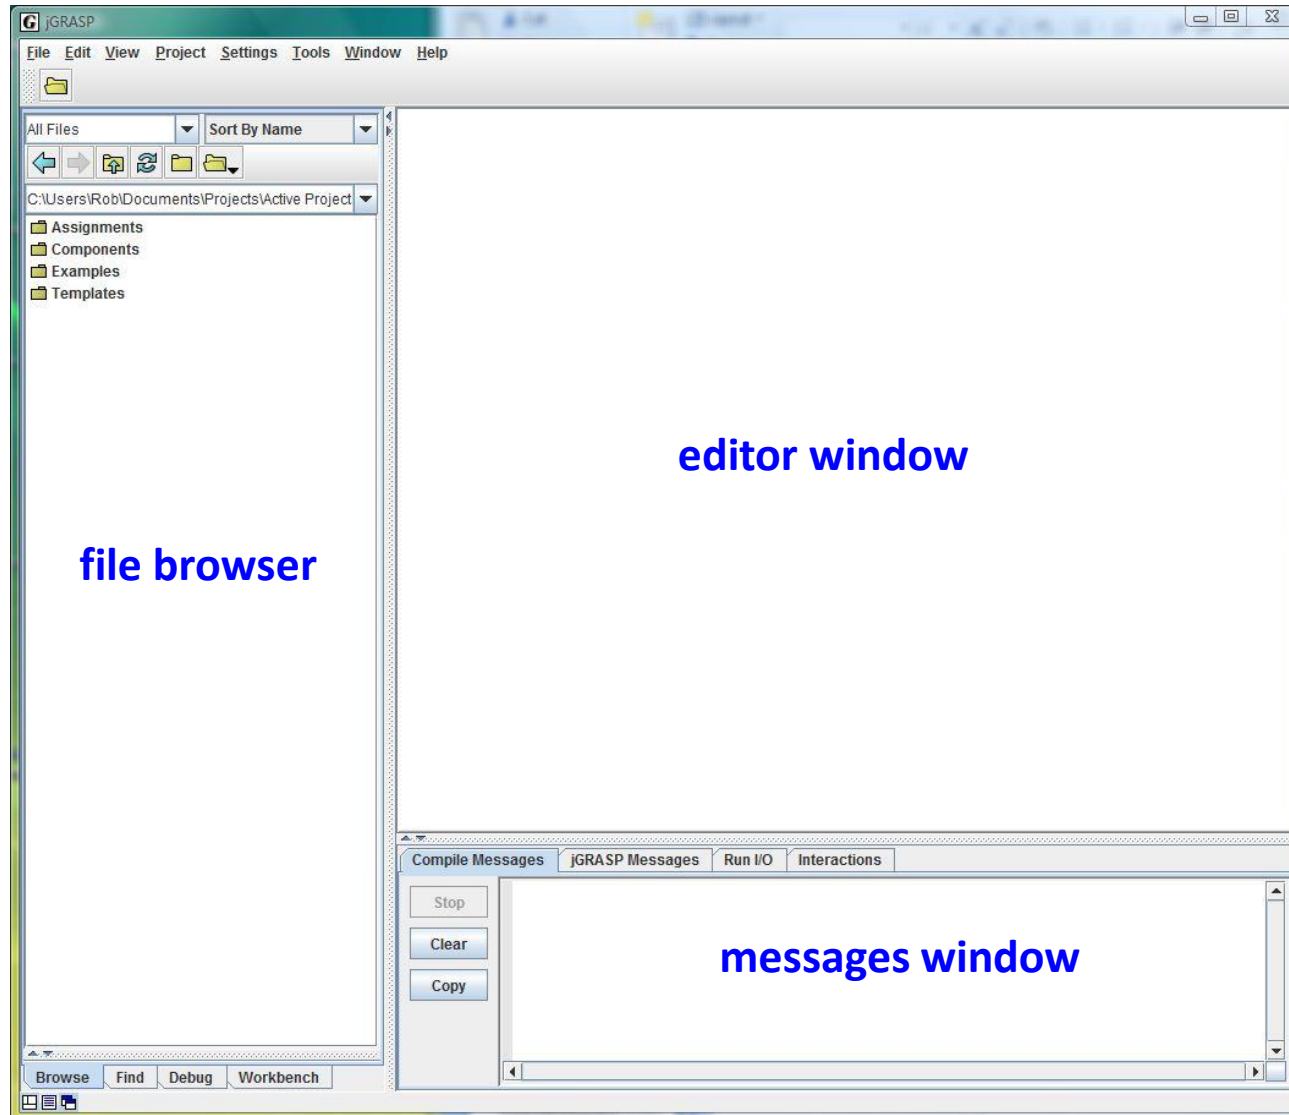 G jGRASP
File Edit View Project Settings Tools Window Help
All Files Sort By Name
C:\Users\Rob\Documents\Projects\Active Project
Assignments
Components
Examples
Templates
editor window
file browser
Compile Messages jGRASP Messages Run I/O Interactions
Stop
Clear
Copy
messages window
Browse Find Debug Workbench